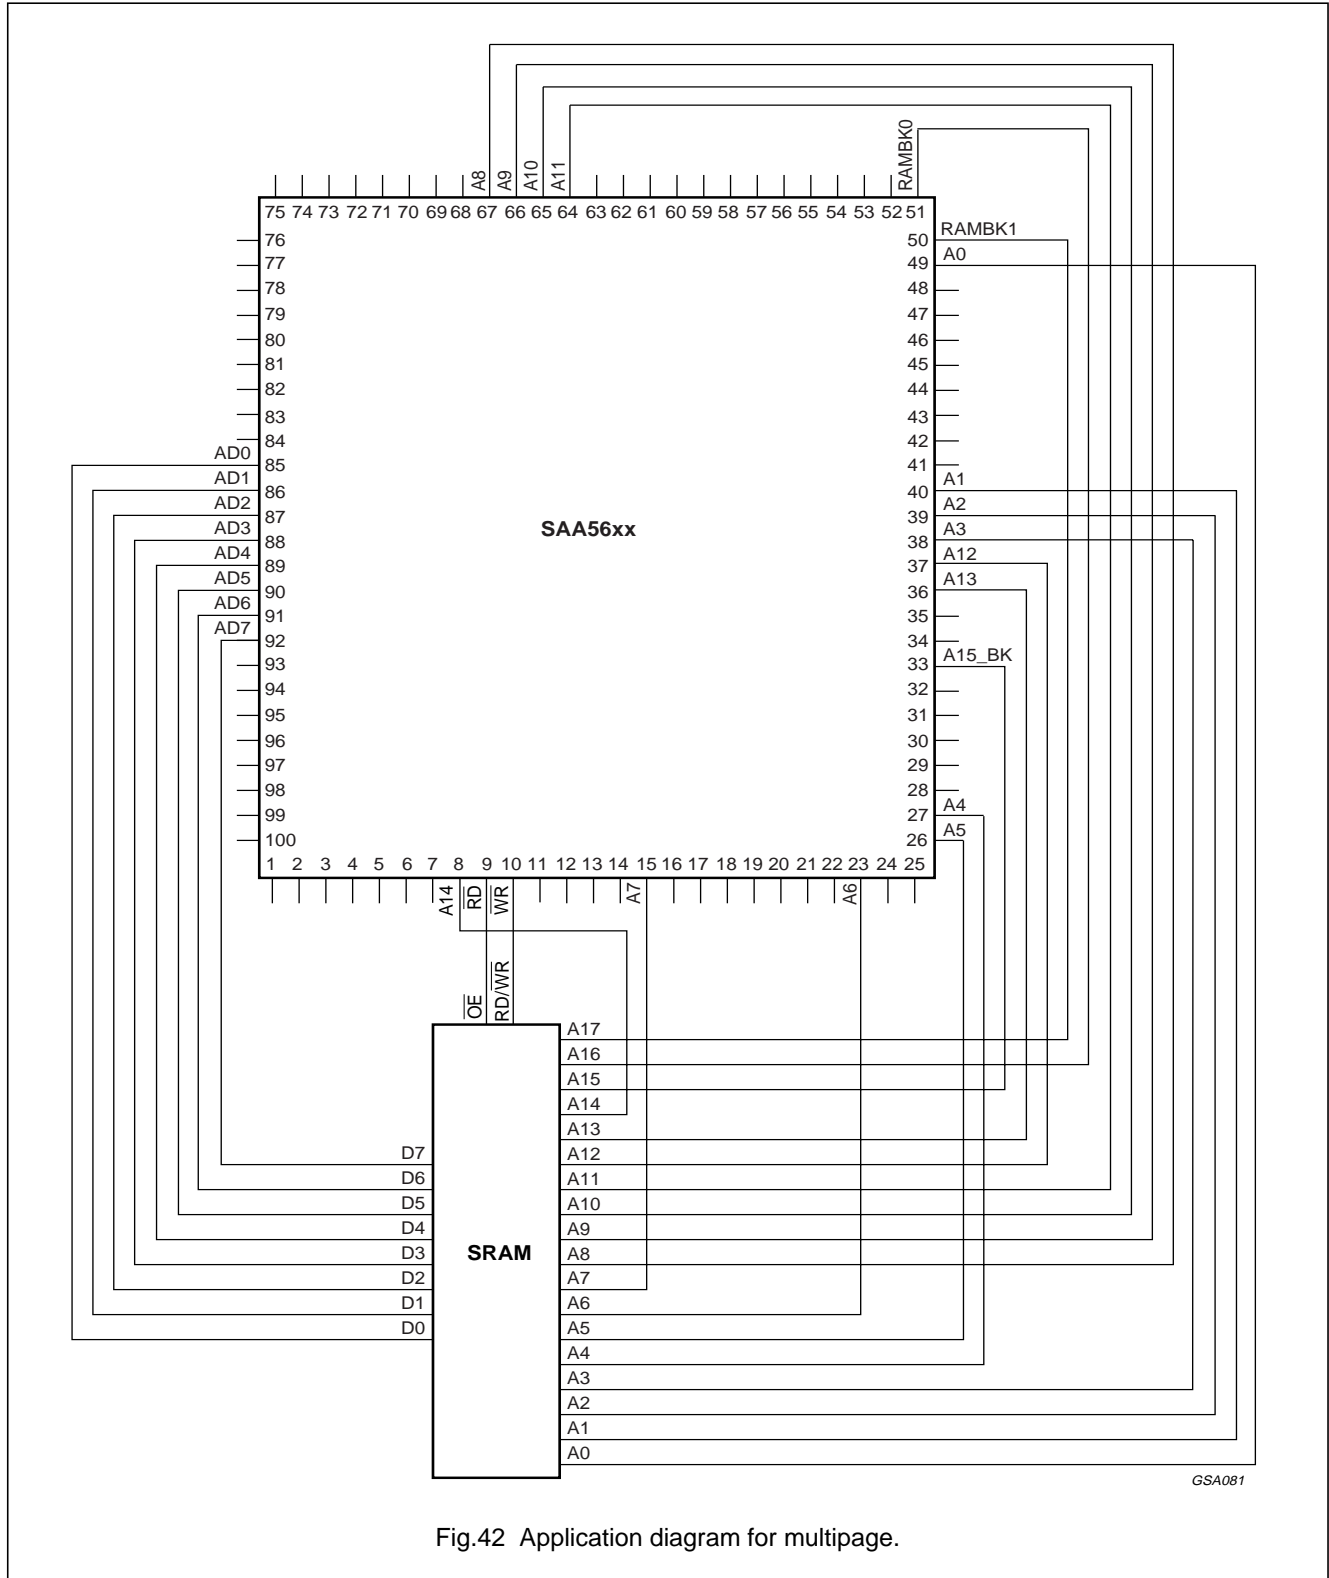 A8
A9
A10
A11
RAMBK0
75 74 73 72 71 70 69 68 67 66 65 64 63 62 61 60 59 58 57 56 55 54 53 52 51
76
77
78
79
80
81
82
83
84
AD0
85
AD1
86
AD2
87
AD3
88
AD4
89
AD5
90
AD6
91
AD7
92
93
94
95
96
97
98
99
100
SAA56xx
50 RAMBK1
49 A0
48
47
46
45
44
43
42
41
40 A1
39 A2
38 A3
37 A12
36 A13
35
34
33 A15_BK
32
31
30
29
28
27 A4
26 A5
1 2 3 4 5 6 7 8 9 10 11 12 13 14 15 16 17 18 19 20 21 22 23 24 25
A14
RD
WR
A7
A6
OE
RD/WR
D7
D6
D5
D4
D3
D2
D1
D0
SRAM
A17
A16
A15
A14
A13
A12
A11
A10
A9
A8
A7
A6
A5
A4
A3
A2
A1
A0
GSA081
Fig.42 Application diagram for multipage.